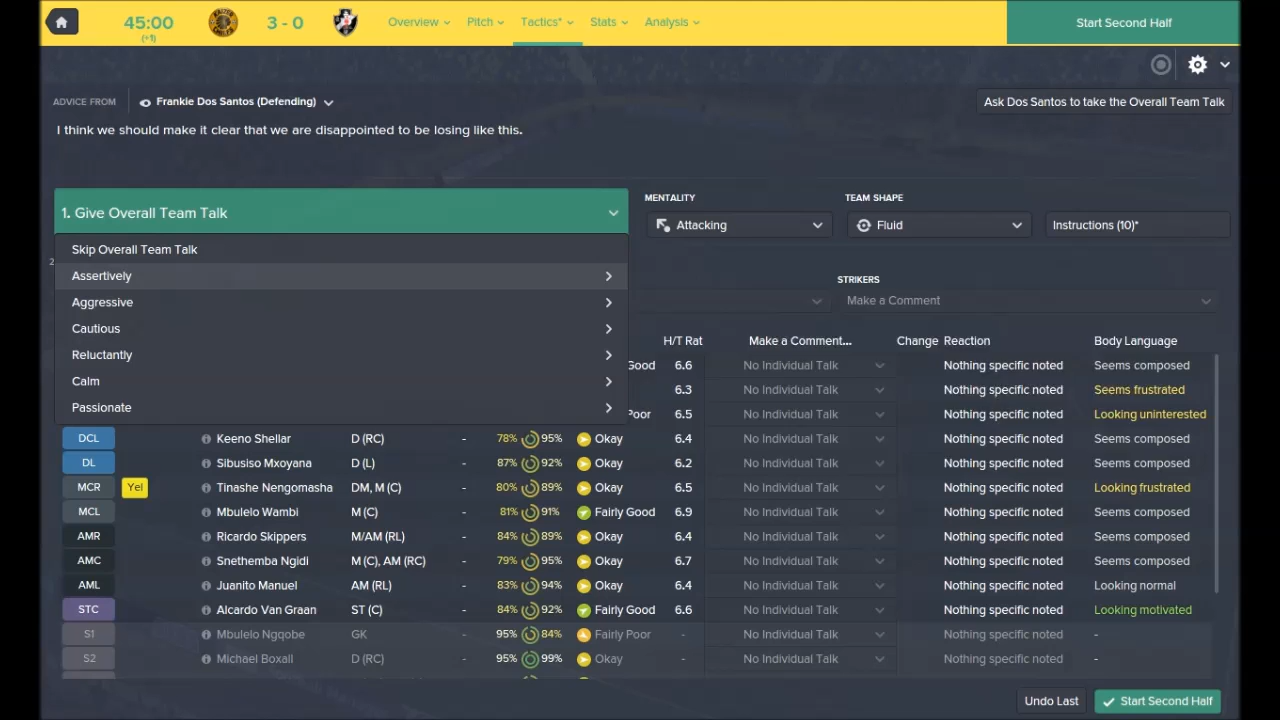 45:00
(+1)
3 - 0
Overview
Pitch
Tactics*
Stats
Analysis
Start Second Half
ADVICE FROM
Frankie Dos Santos (Defending)
Ask Dos Santos to take the Overall Team Talk
I think we should make it clear that we are disappointed to be losing like this.
1. Give Overall Team Talk
MENTALITY
Attacking
TEAM SHAPE
Fluid
Instructions (10)*
Skip Overall Team Talk
Assertively
Aggressive
Cautious
Reluctantly
Calm
Passionate
2
STRIKERS
Make a Comment
H/T Rat Make a Comment... Change Reaction Body Language
Good 6.6 No Individual Talk Nothing specific noted Seems composed
6.3 No Individual Talk Nothing specific noted Seems frustrated
Poor 6.5 No Individual Talk Nothing specific noted Looking uninterested
DCL Keeno Shellar D (RC) - 78% 95% Okay 6.4 No Individual Talk Nothing specific noted Seems composed
DL Sibusiso Mxoyana D (L) - 87% 92% Okay 6.2 No Individual Talk Nothing specific noted Seems composed
MCR Yel Tinashe Nengomasha DM, M (C) - 80% 89% Okay 6.5 No Individual Talk Nothing specific noted Looking frustrated
MCL Mbulelo Wambi M (C) - 81% 91% Fairly Good 6.9 No Individual Talk Nothing specific noted Seems composed
AMR Ricardo Skippers M/AM (RL) - 84% 89% Okay 6.4 No Individual Talk Nothing specific noted Seems composed
AMC Snethemba Ngidi M (C), AM (RC) - 79% 95% Okay 6.7 No Individual Talk Nothing specific noted Seems composed
AML Juanito Manuel AM (RL) - 83% 94% Okay 6.4 No Individual Talk Nothing specific noted Looking normal
STC Alcardo Van Graan ST (C) - 84% 92% Fairly Good 6.6 No Individual Talk Nothing specific noted Looking motivated
S1 Mbulelo Ngqobe GK - 95% 84% Fairly Poor - No Individual Talk Nothing specific noted -
S2 Michael Boxall D (RC) - 95% 99% Okay - No Individual Talk Nothing specific noted -
Undo Last
Start Second Half